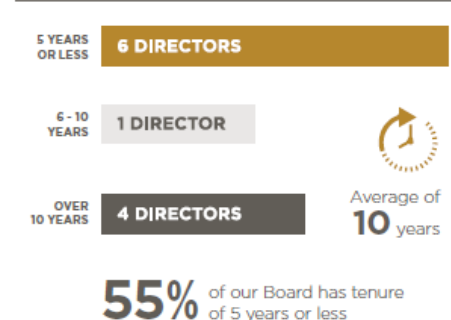 5 YEARS
OR LESS
6 DIRECTORS
6 - 10
YEARS
1 DIRECTOR
OVER
10 YEARS
4 DIRECTORS
Average of
10 years
55% of our Board has tenure
of 5 years or less